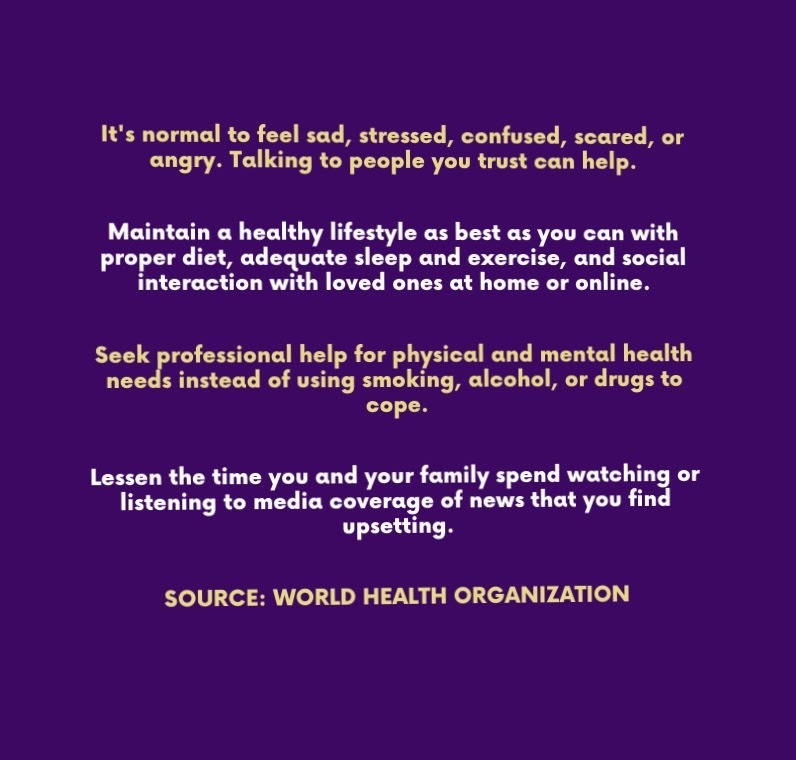 It's normal to feel sad, stressed, confused, scared, or
angry. Talking to people you trust can help.
Maintain a healthy lifestyle as best as you can with
proper diet, adequate sleep and exercise, and social
interaction with loved ones at home or online.
Seek professional help for physical and mental health
needs instead of using smoking, alcohol, or drugs to
cope.
Lessen the time you and your family spend watching or
listening to media coverage of news that you find
upsetting.
SOURCE: WORLD HEALTH ORGANIZATION